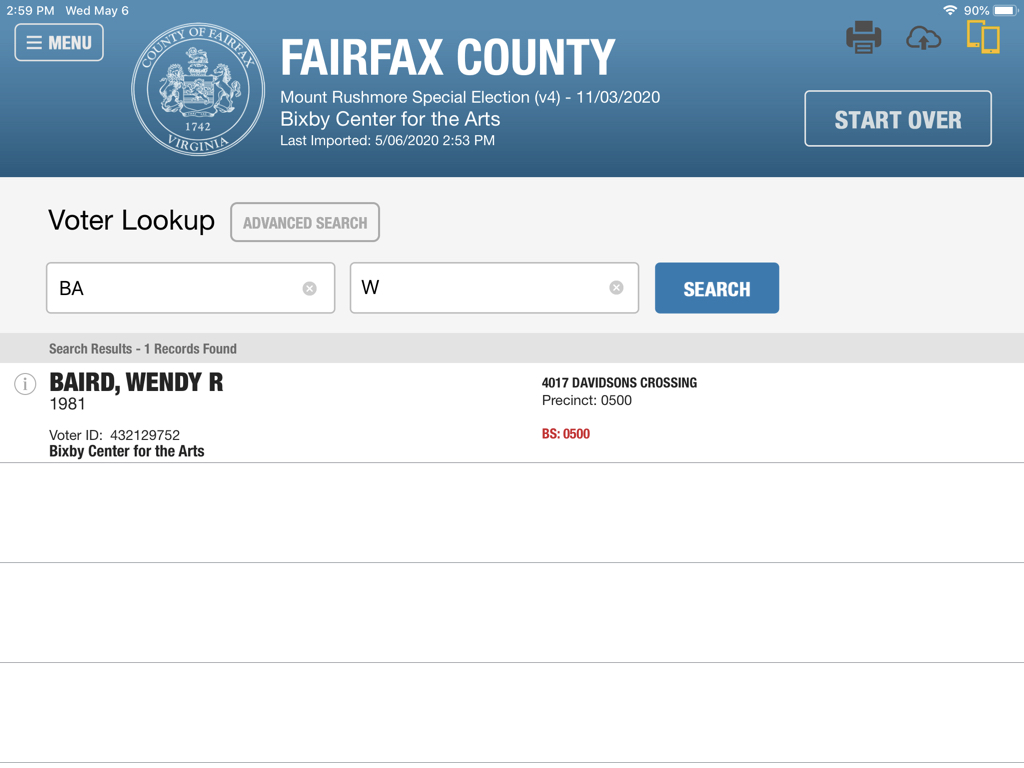 2:59 PM Wed May 6
90%
MENU
COUNTY OF FAIRFAX
1742
VIRGINIA
FAIRFAX COUNTY
Mount Rushmore Special Election (v4) - 11/03/2020
Bixby Center for the Arts
Last Imported: 5/06/2020 2:53 PM
START OVER
Voter Lookup
ADVANCED SEARCH
BA
W
SEARCH
Search Results - 1 Records Found
BAIRD, WENDY R
1981
Voter ID: 432129752
Bixby Center for the Arts
4017 DAVIDSONS CROSSING
Precinct: 0500
BS: 0500